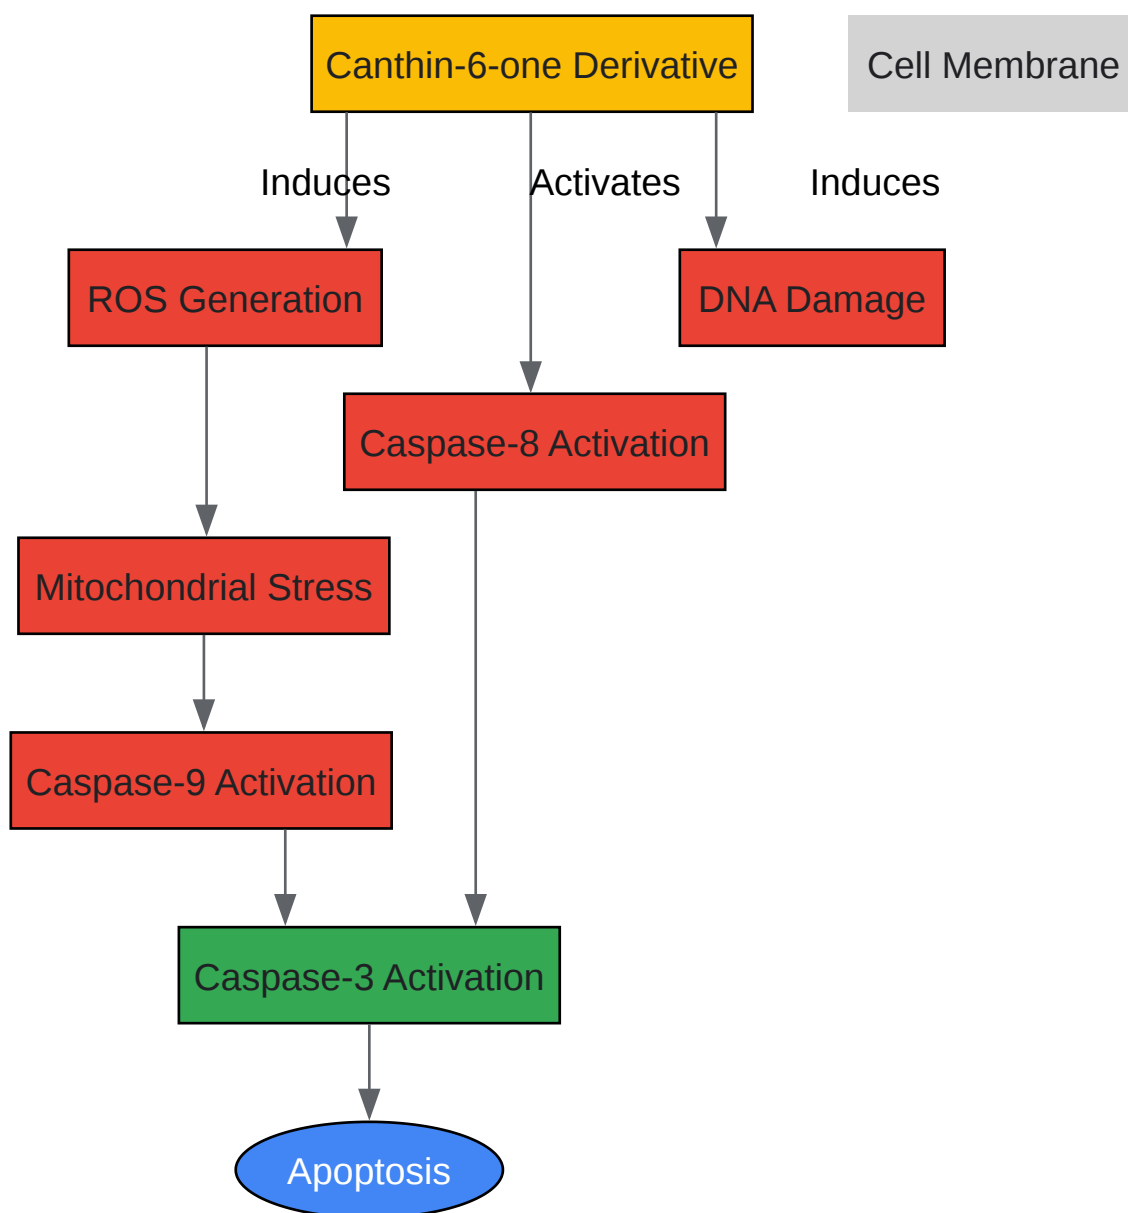 Canthin-6-one Derivative
Cell Membrane
Induces
Activates
Induces
ROS Generation
DNA Damage
Caspase-8 Activation
Mitochondrial Stress
Caspase-9 Activation
Caspase-3 Activation
Apoptosis